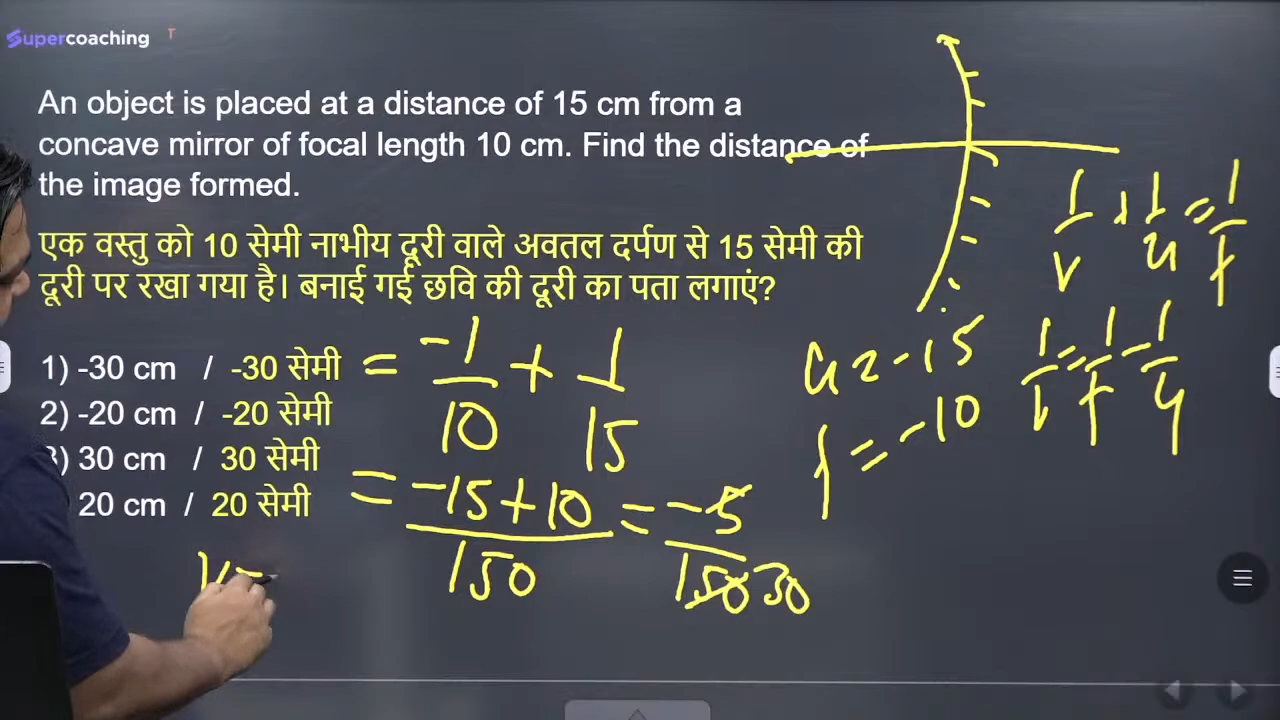 Supercoaching
An object is placed at a distance of 15 cm from a
concave mirror of focal length 10 cm. Find the distance of
the image formed.
एक वस्तु को 10 सेमी नाभीय दूरी वाले अवतल दर्पण से 15 सेमी की
दूरी पर रखा गया है। बनाई गई छवि की दूरी का पता लगाएं?
1) -30 cm / -30 सेमी
2) -20 cm / -20 सेमी
3) 30 cm / 30 सेमी
20 cm / 20 सेमी
= -1/10 + 1/15
= -15+10/150 = -5/150 30
V=
1/v + 1/u = 1/f
u = -15
f = -10
1/v = 1/f - 1/u